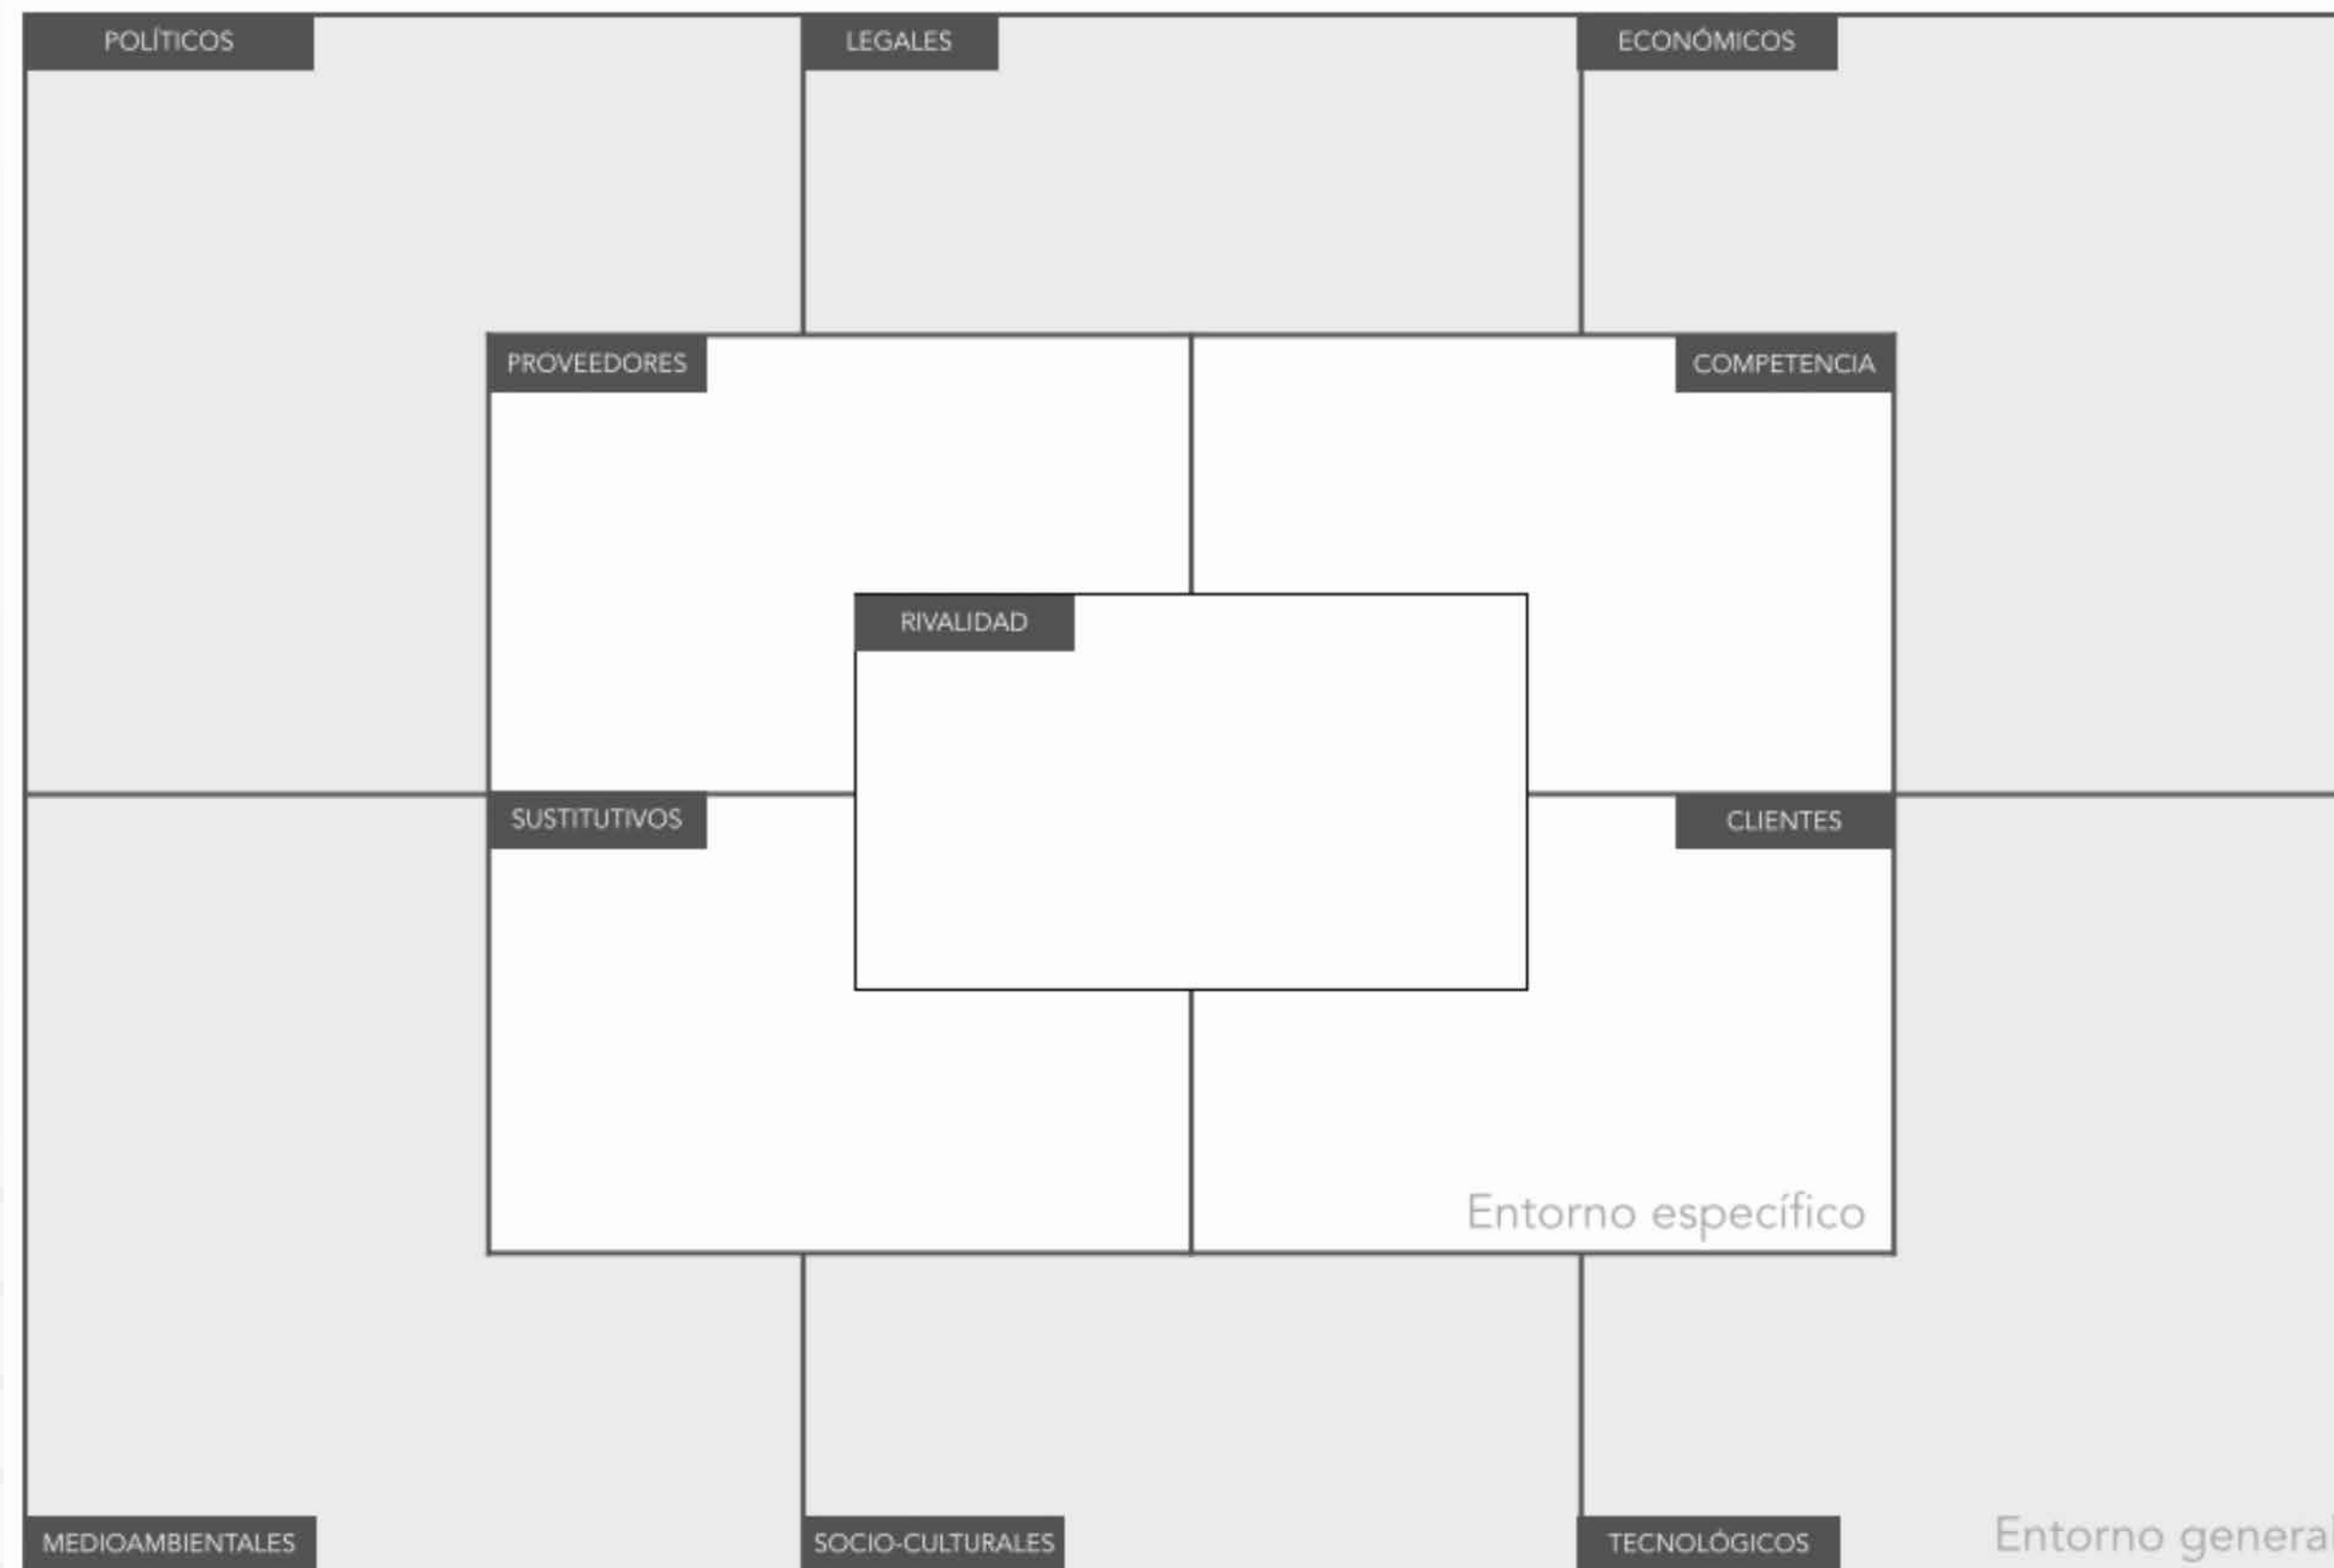 POLÍTICOS
LEGALES
ECONÓMICOS
PROVEEDORES
COMPETENCIA
RIVALIDAD
SUSTITUTIVOS
CLIENTES
Entorno específico
MEDIOAMBIENTALES
SOCIO-CULTURALES
TECNOLÓGICOS
Entorno general